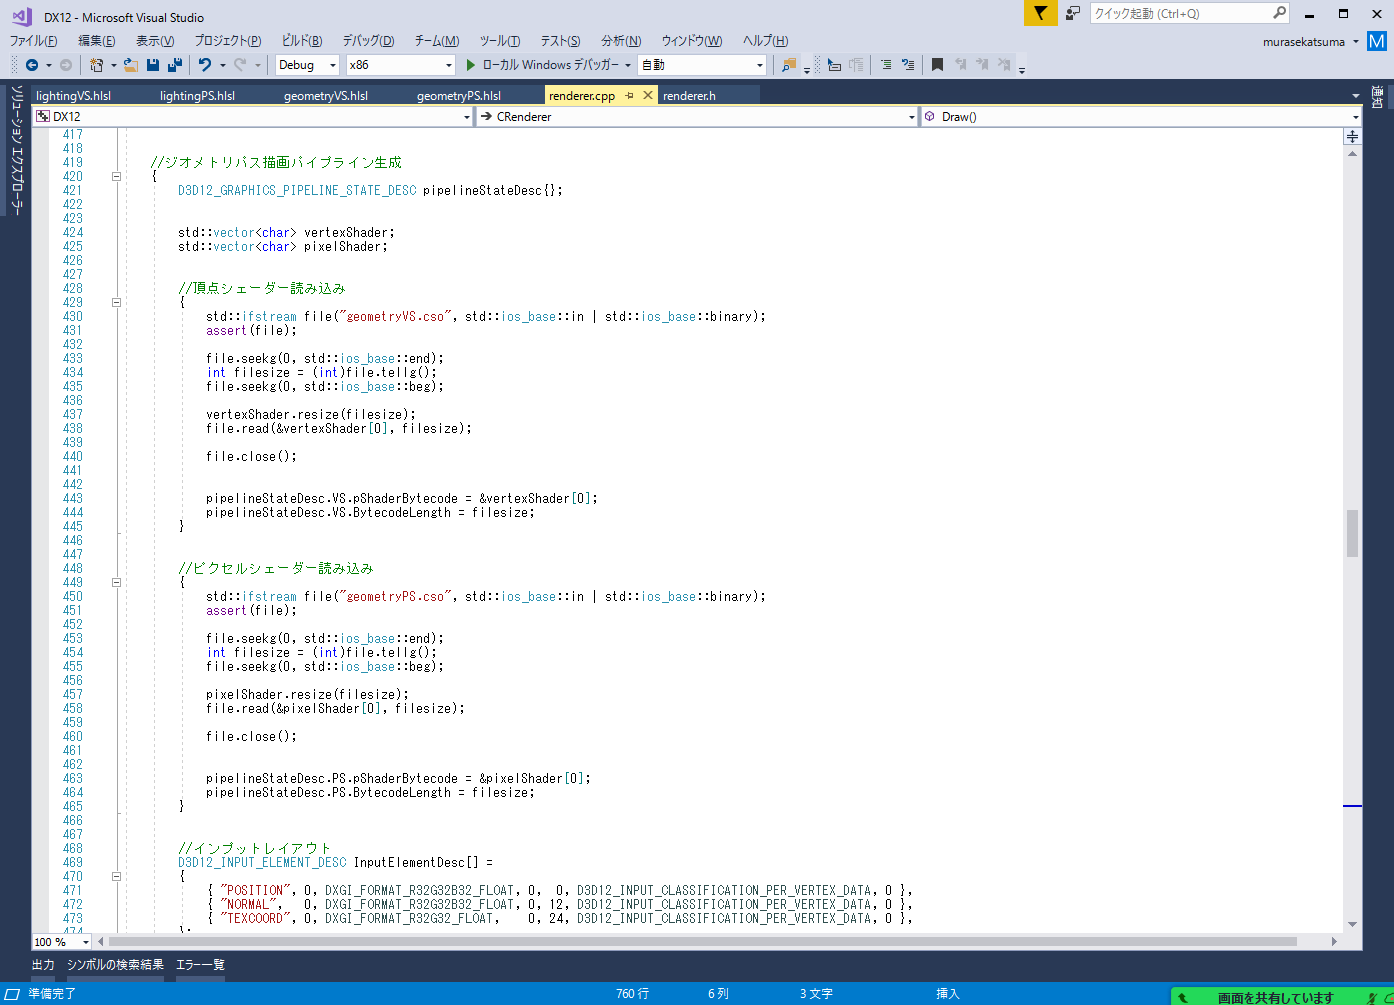 DX12 - Microsoft Visual Studio
クイック起動 (Ctrl+Q)
ファイル(F) 編集(E) 表示(V) プロジェクト(P) ビルド(B) デバッグ(D) チーム(M) ツール(T) テスト(S) 分析(N) ウィンドウ(W) ヘルプ(H)
murasekatsuma M
Debug x86 ローカル Windows デバッガー 自動
ソリューション エクスプローラー
通知
lightingVS.hlsl lightingPS.hlsl geometryVS.hlsl geometryPS.hlsl renderer.cpp renderer.h
DX12 CRenderer Draw()
417
418
419 //ジオメトリパス描画パイプライン生成
420 {
421 D3D12_GRAPHICS_PIPELINE_STATE_DESC pipelineStateDesc{};
422
423
424 std::vector<char> vertexShader;
425 std::vector<char> pixelShader;
426
427
428 //頂点シェーダー読み込み
429 {
430 std::ifstream file("geometryVS.cso", std::ios_base::in | std::ios_base::binary);
431 assert(file);
432
433 file.seekg(0, std::ios_base::end);
434 int filesize = (int)file.tellg();
435 file.seekg(0, std::ios_base::beg);
436
437 vertexShader.resize(filesize);
438 file.read(&vertexShader[0], filesize);
439
440 file.close();
441
442
443 pipelineStateDesc.VS.pShaderBytecode = &vertexShader[0];
444 pipelineStateDesc.VS.BytecodeLength = filesize;
445 }
446
447
448 //ピクセルシェーダー読み込み
449 {
450 std::ifstream file("geometryPS.cso", std::ios_base::in | std::ios_base::binary);
451 assert(file);
452
453 file.seekg(0, std::ios_base::end);
454 int filesize = (int)file.tellg();
455 file.seekg(0, std::ios_base::beg);
456
457 pixelShader.resize(filesize);
458 file.read(&pixelShader[0], filesize);
459
460 file.close();
461
462
463 pipelineStateDesc.PS.pShaderBytecode = &pixelShader[0];
464 pipelineStateDesc.PS.BytecodeLength = filesize;
465 }
466
467
468 //インプットレイアウト
469 D3D12_INPUT_ELEMENT_DESC InputElementDesc[] =
470 {
471 { "POSITION", 0, DXGI_FORMAT_R32G32B32_FLOAT, 0, 0, D3D12_INPUT_CLASSIFICATION_PER_VERTEX_DATA, 0 },
472 { "NORMAL", 0, DXGI_FORMAT_R32G32B32_FLOAT, 0, 12, D3D12_INPUT_CLASSIFICATION_PER_VERTEX_DATA, 0 },
473 { "TEXCOORD", 0, DXGI_FORMAT_R32G32_FLOAT, 0, 24, D3D12_INPUT_CLASSIFICATION_PER_VERTEX_DATA, 0 },
474 };
100 %
出力 シンボルの検索結果 エラー一覧
準備完了 760 行 6 列 3 文字 挿入
画面を共有しています